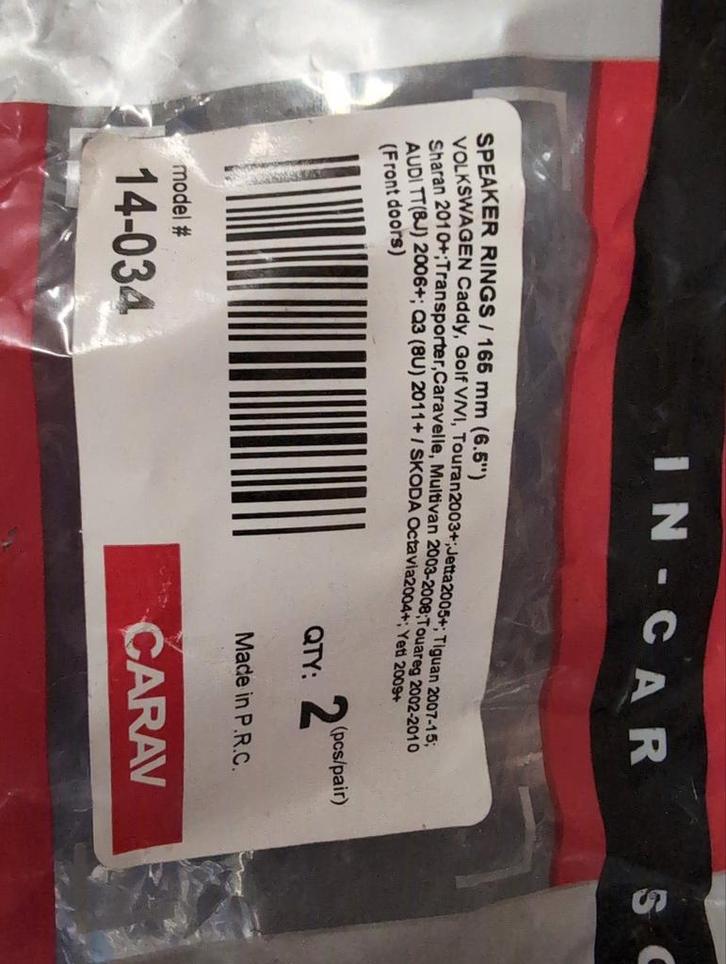 IN-CAR SO
SPEAKER RINGS / 165 mm (6.5")
VOLKSWAGEN Caddy, Golf V/VI, Touran2003+;Jetta2005+; Tiguan 2007-15;
Sharan 2010+;Transporter,Caravelle, Multivan 2003-2008;Touareg 2002-2010
AUDI TT(8J) 2006+; Q3 (8U) 2011+ / SKODA Octavia2004+; Yeti 2009+
(Front doors)
QTY: 2 (pcs/pair)
Made in P.R.C.
model #
14-034
CARAV